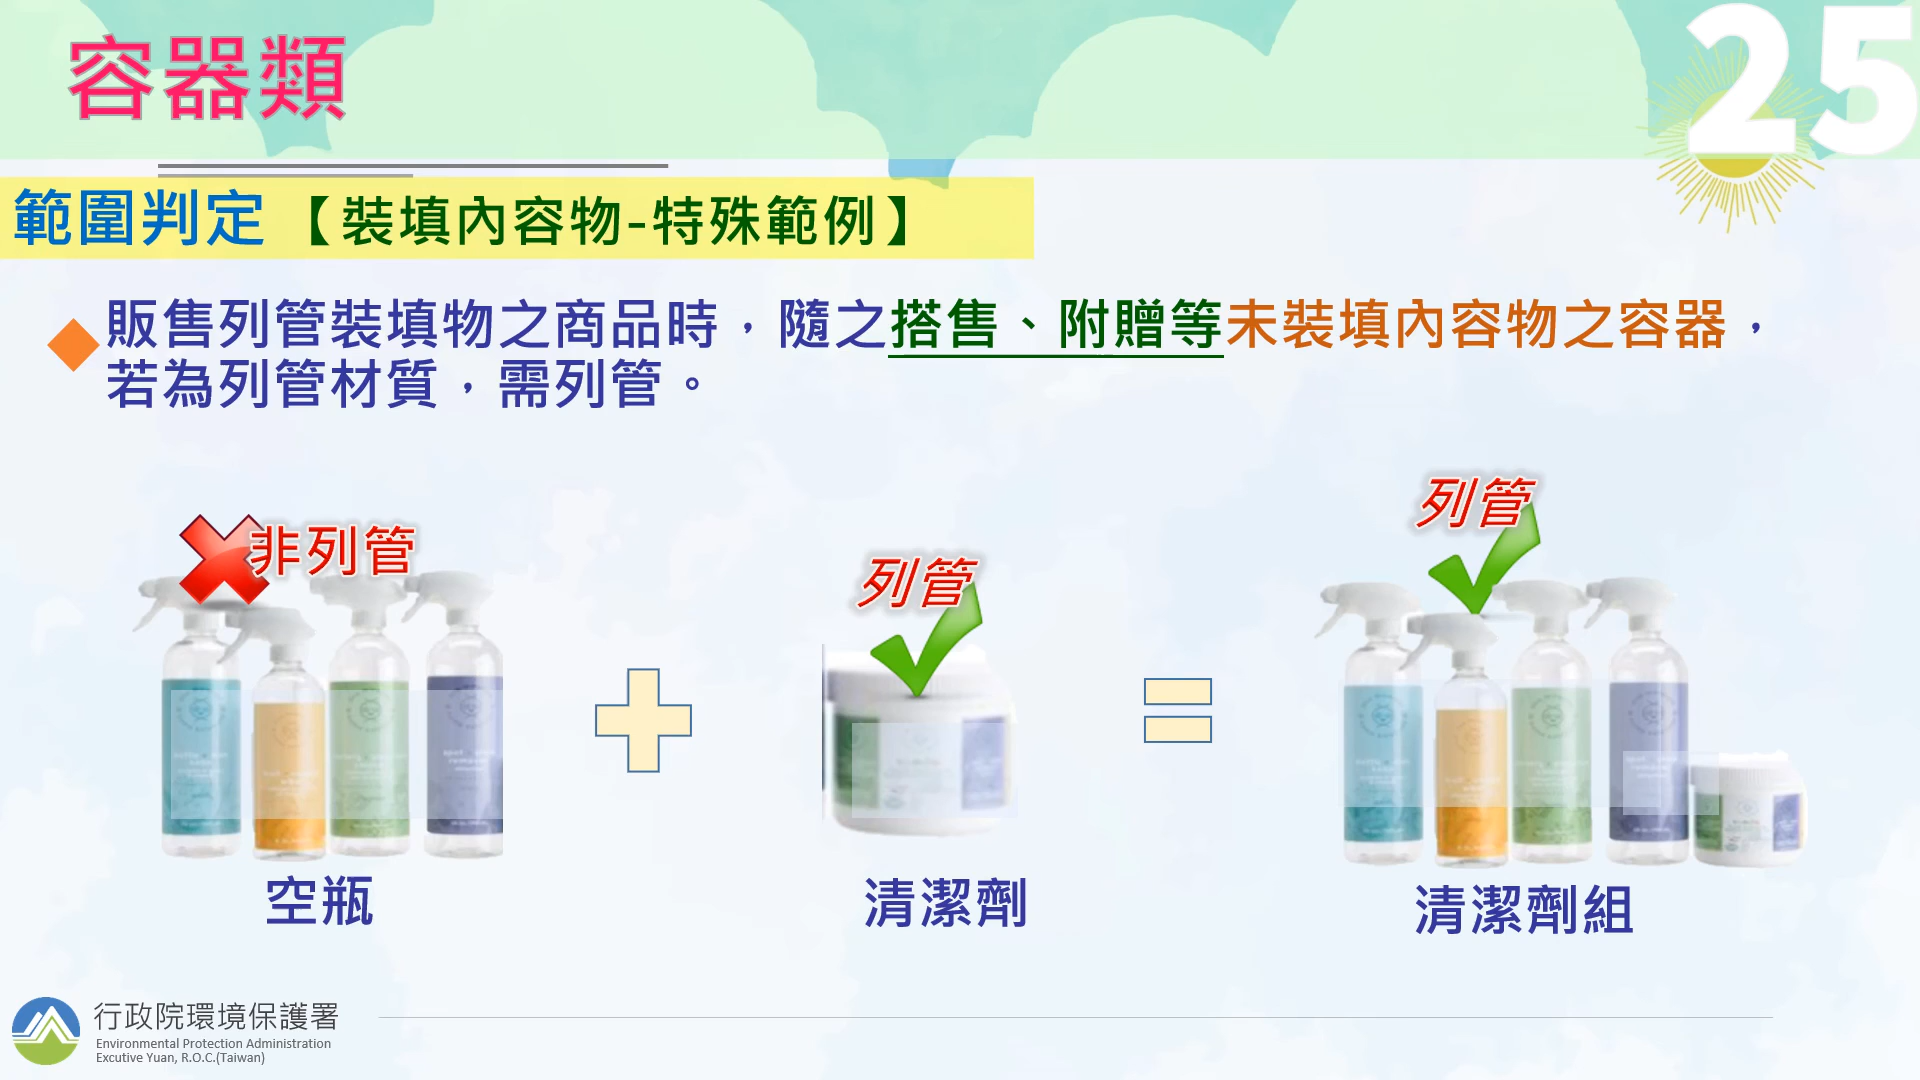 容器類
25
範圍判定【裝填內容物-特殊範例】
販售列管裝填物之商品時，隨之搭售、附贈等未裝填內容物之容器，
若為列管材質，需列管。
非列管
列管
列管
空瓶
清潔劑
清潔劑組
行政院環境保護署
Environmental Protection Administration
Excutive Yuan, R.O.C.(Taiwan)